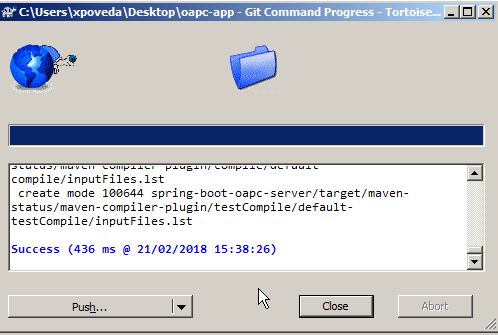 C:\Users\xpoveda\Desktop\oapc-app - Git Command Progress - Tortoise...
status/maven-compiler-plugin/compile/default-
compile/inputFiles.lst
 create mode 100644 spring-boot-oapc-server/target/maven-
status/maven-compiler-plugin/testCompile/default-
testCompile/inputFiles.lst
Success (436 ms @ 21/02/2018 15:38:26)
Push...
Close
Abort